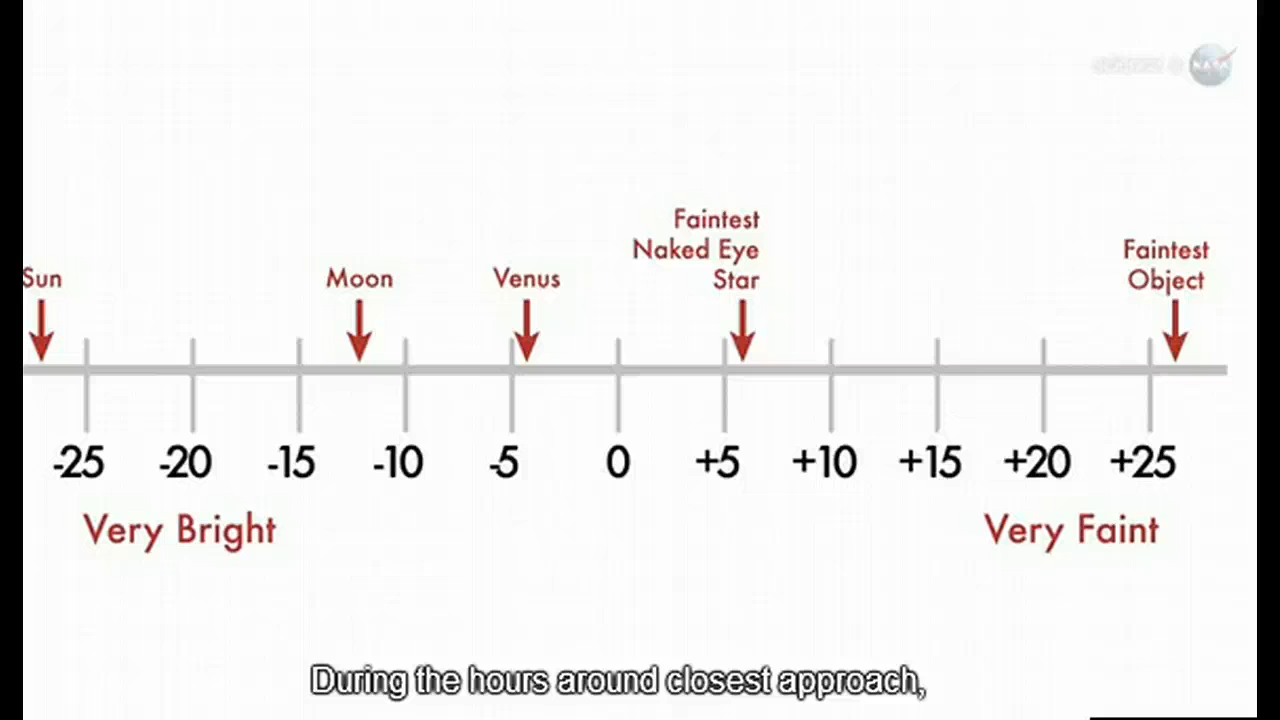 NASA
Faintest
Naked Eye
Star
Faintest
Object
Sun
Moon
Venus
-25 -20 -15 -10 -5 0 +5 +10 +15 +20 +25
Very Bright
Very Faint
During the hours around closest approach,